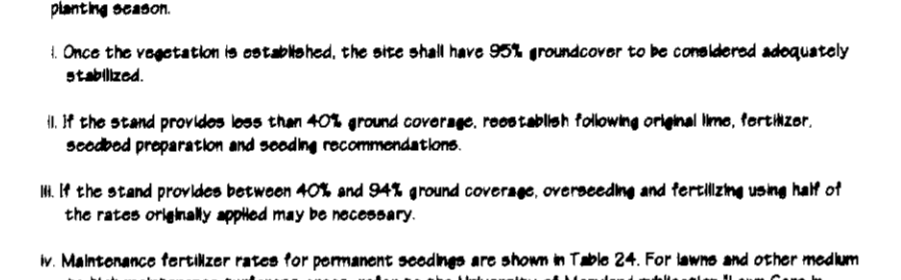 planting season.
i. Once the vegetation is established, the site shall have 95% groundcover to be considered adequately
stabilized.
ii. If the stand provides less than 40% ground coverage, reestablish following original lime, fertilizer,
seedbed preparation and seeding recommendations.
iii. If the stand provides between 40% and 94% ground coverage, overseeding and fertilizing using half of
the rates originally applied may be necessary.
iv. Maintenance fertilizer rates for permanent seedings are shown in Table 24. For lawns and other medium